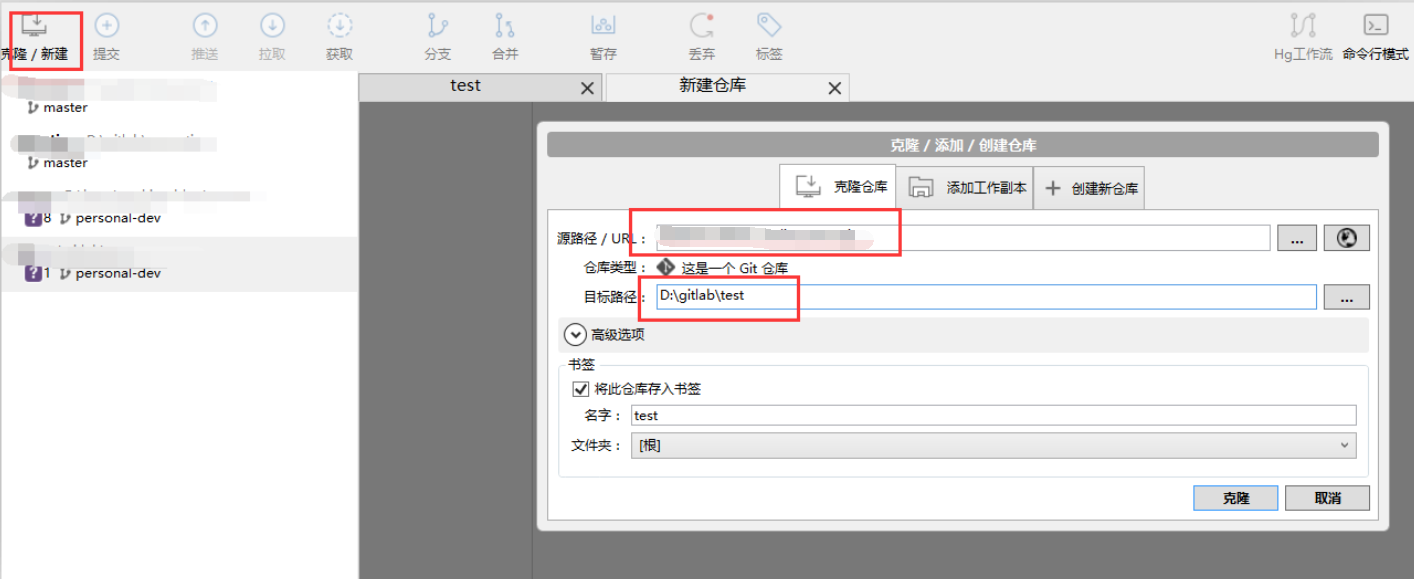 克隆 / 新建 提交 推送 拉取 获取 分支 合并 暂存 丢弃 标签 Hg工作流 命令行模式
test 新建仓库
master
master
8 personal-dev
1 personal-dev
克隆 / 添加 / 创建仓库
克隆仓库 添加工作副本 创建新仓库
源路径 / URL： ...
仓库类型： 这是一个 Git 仓库
目标路径： D:\gitlab\test ...
高级选项
书签
将此仓库存入书签
名字： test
文件夹： [根]
克隆 取消